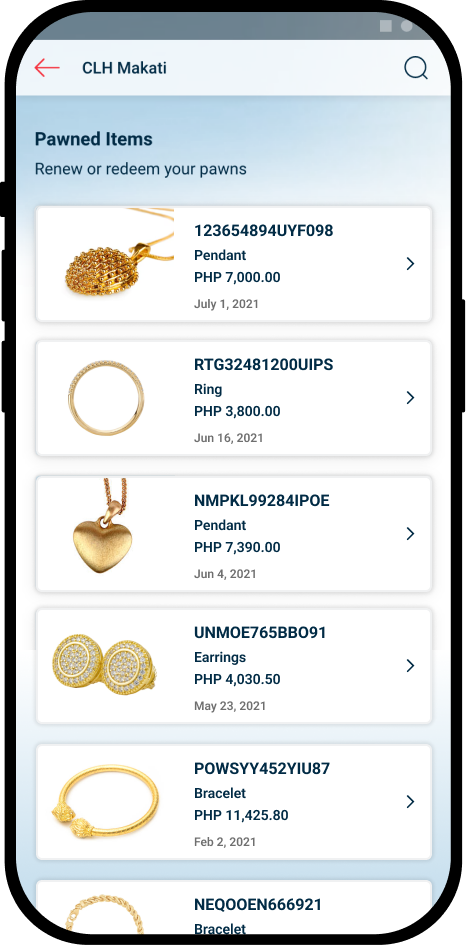 CLH Makati
Pawned Items
Renew or redeem your pawns
123654894UYF098
Pendant
PHP 7,000.00
July 1, 2021
RTG32481200UIPS
Ring
PHP 3,800.00
Jun 16, 2021
NMPKL99284IPOE
Pendant
PHP 7,390.00
Jun 4, 2021
UNMOE765BBO91
Earrings
PHP 4,030.50
May 23, 2021
POWSYY452YIU87
Bracelet
PHP 11,425.80
Feb 2, 2021
NEQOOEN666921
Bracelet